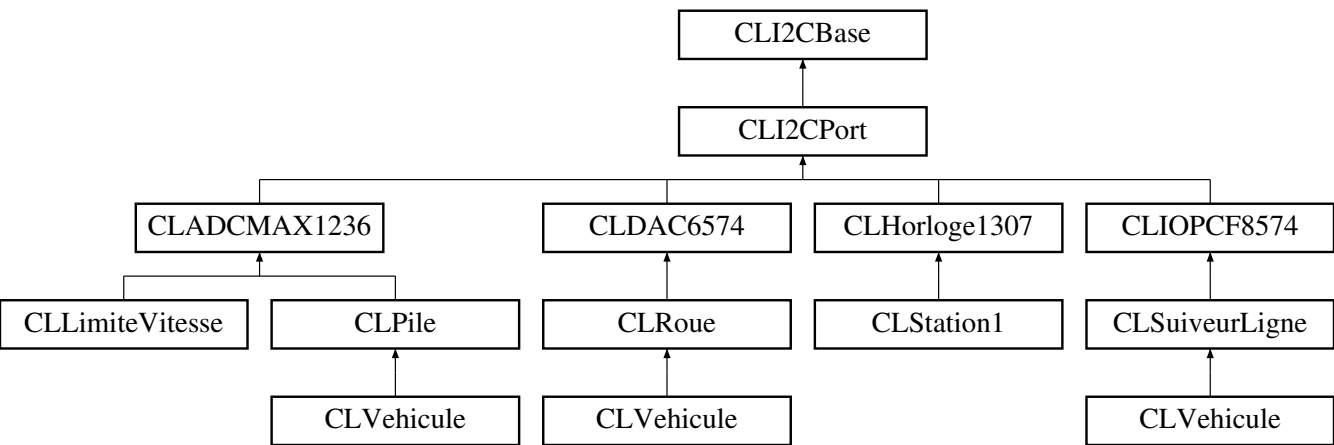 CLI2CBase
CLI2CPort
CLADCMAX1236 CLDAC6574 CLHorloge1307 CLIOPCF8574
CLLimiteVitesse CLPile CLRoue CLStation1 CLSuiveurLigne
CLVehicule CLVehicule CLVehicule